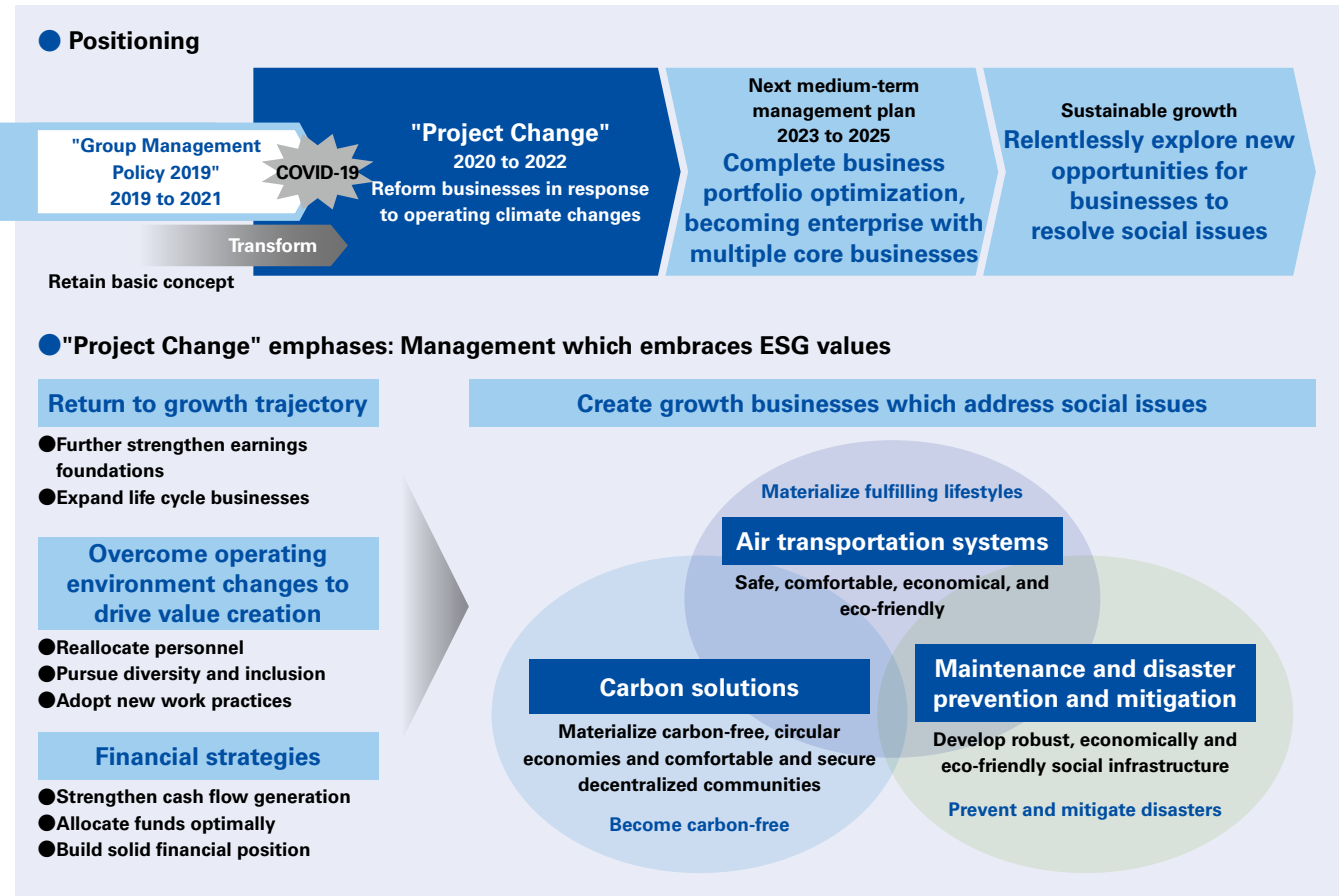 ● Positioning
"Group Management
Policy 2019"
2019 to 2021
COVID-19
Transform
Retain basic concept
"Project Change"
2020 to 2022
Reform businesses in response
to operating climate changes
Next medium-term
management plan
2023 to 2025
Complete business
portfolio optimization,
becoming enterprise with
multiple core businesses
Sustainable growth
Relentlessly explore new
opportunities for
businesses to
resolve social issues
●"Project Change" emphases: Management which embraces ESG values
Return to growth trajectory
●Further strengthen earnings
foundations
●Expand life cycle businesses
Overcome operating
environment changes to
drive value creation
●Reallocate personnel
●Pursue diversity and inclusion
●Adopt new work practices
Financial strategies
●Strengthen cash flow generation
●Allocate funds optimally
●Build solid financial position
Create growth businesses which address social issues
Materialize fulfilling lifestyles
Air transportation systems
Safe, comfortable, economical, and
eco-friendly
Carbon solutions
Materialize carbon-free, circular
economies and comfortable and secure
decentralized communities
Become carbon-free
Maintenance and disaster
prevention and mitigation
Develop robust, economically and
eco-friendly social infrastructure
Prevent and mitigate disasters